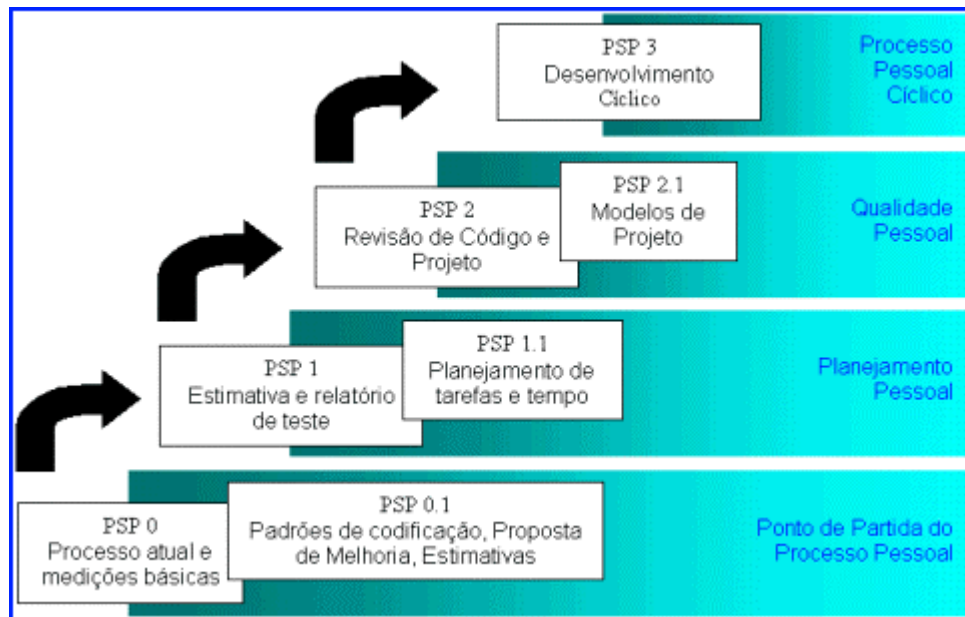 PSP 3
Desenvolvimento
Cíclico
Processo
Pessoal
Cíclico
PSP 2
Revisão de Código e
Projeto
PSP 2.1
Modelos de
Projeto
Qualidade
Pessoal
PSP 1
Estimativa e relatório
de teste
PSP 1.1
Planejamento de
tarefas e tempo
Planejamento
Pessoal
PSP 0
Processo atual e
medições básicas
PSP 0.1
Padrões de codificação, Proposta
de Melhoria, Estimativas
Ponto de Partida do
Processo Pessoal